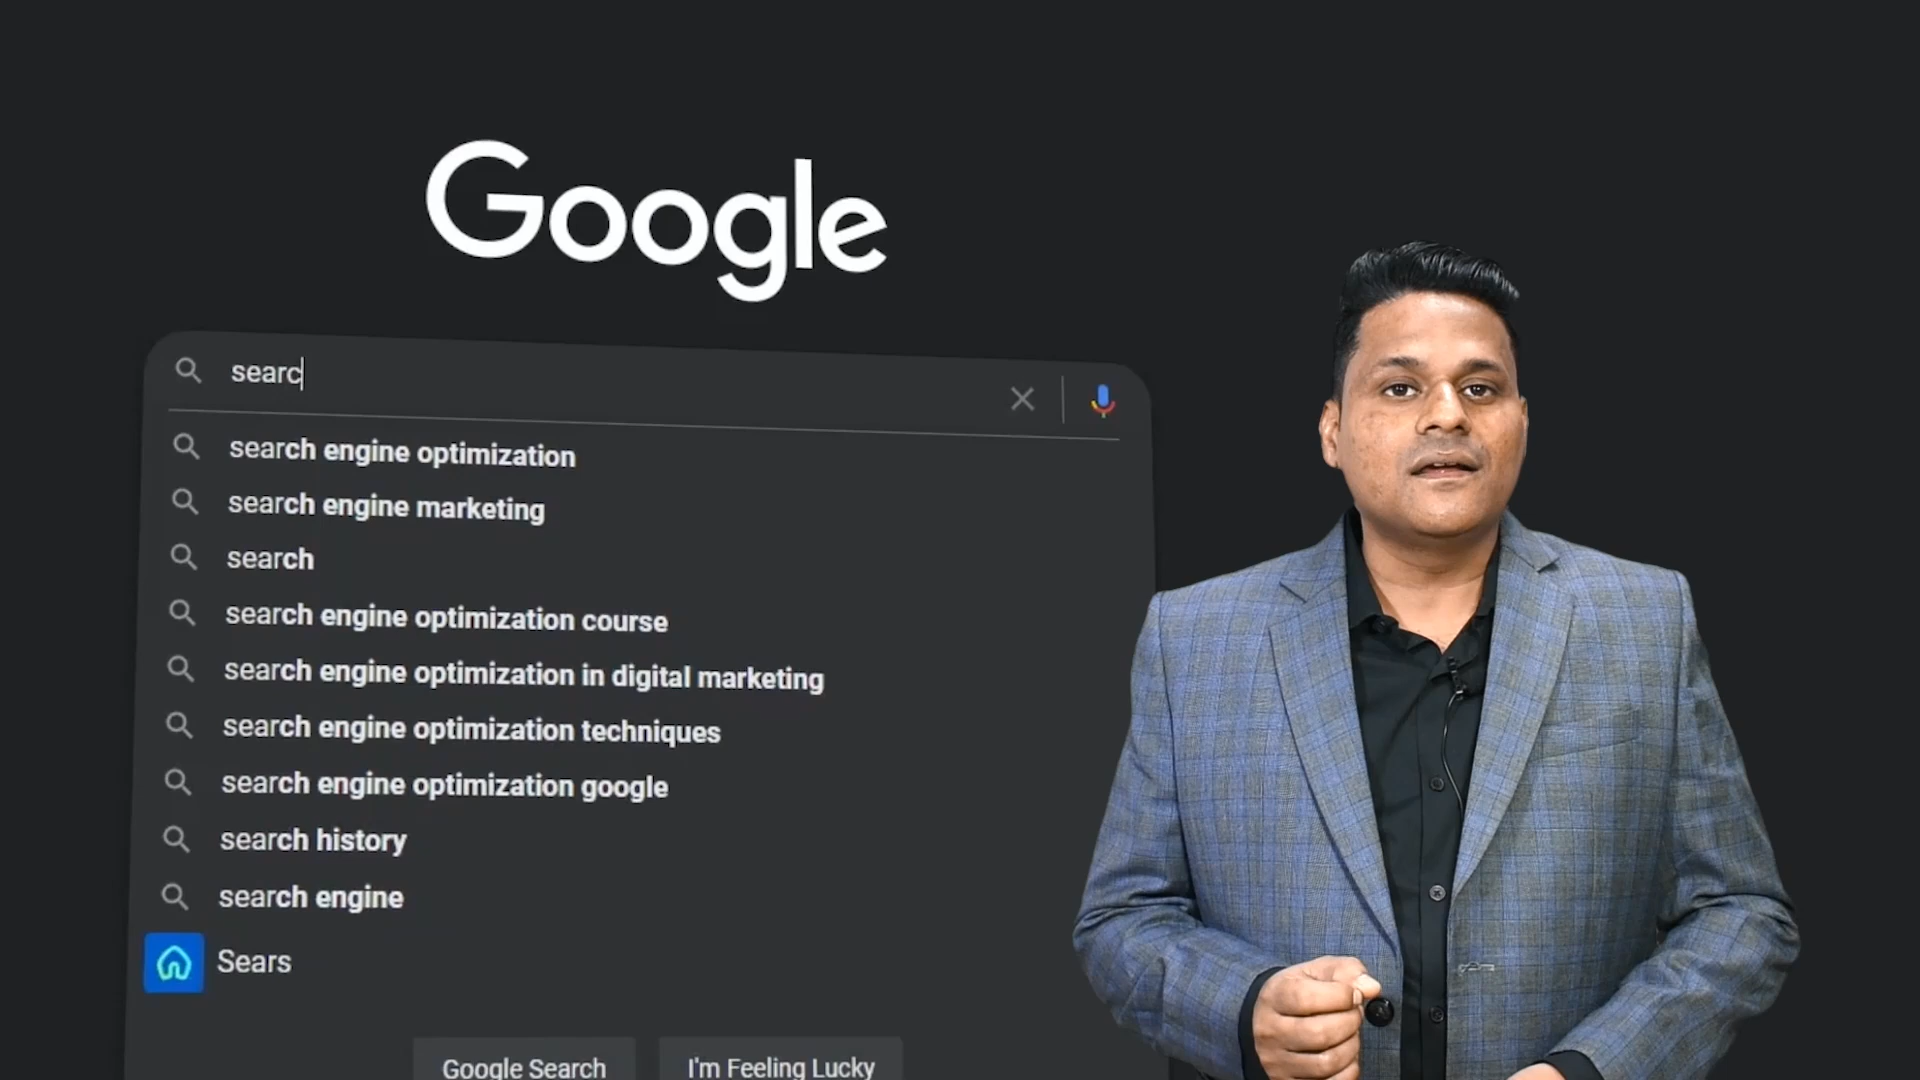 Google
searc
search engine optimization
search engine marketing
search
search engine optimization course
search engine optimization in digital marketing
search engine optimization techniques
search engine optimization google
search history
search engine
Sears
Google Search
I'm Feeling Lucky